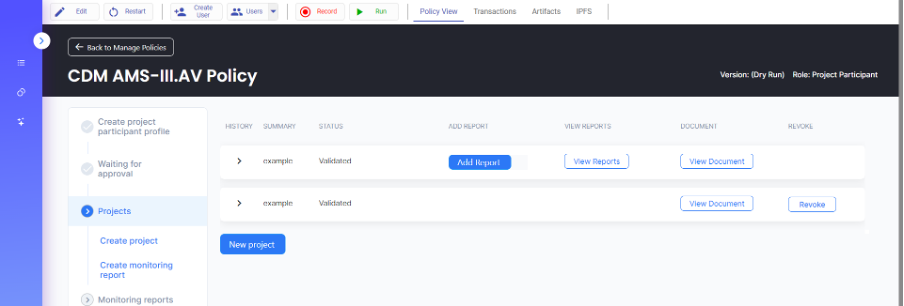 Edit Restart Create User Users Record Run Policy View Transactions Artifacts IPFS
Back to Manage Policies
CDM AMS-III.AV Policy
Version: (Dry Run) Role: Project Participant
Create project
participant profile
Waiting for
approval
Projects
Create project
Create monitoring
report
Monitoring reports
HISTORY SUMMARY STATUS ADD REPORT VIEW REPORTS DOCUMENT REVOKE
example Validated Add Report View Reports View Document
example Validated View Document Revoke
New project